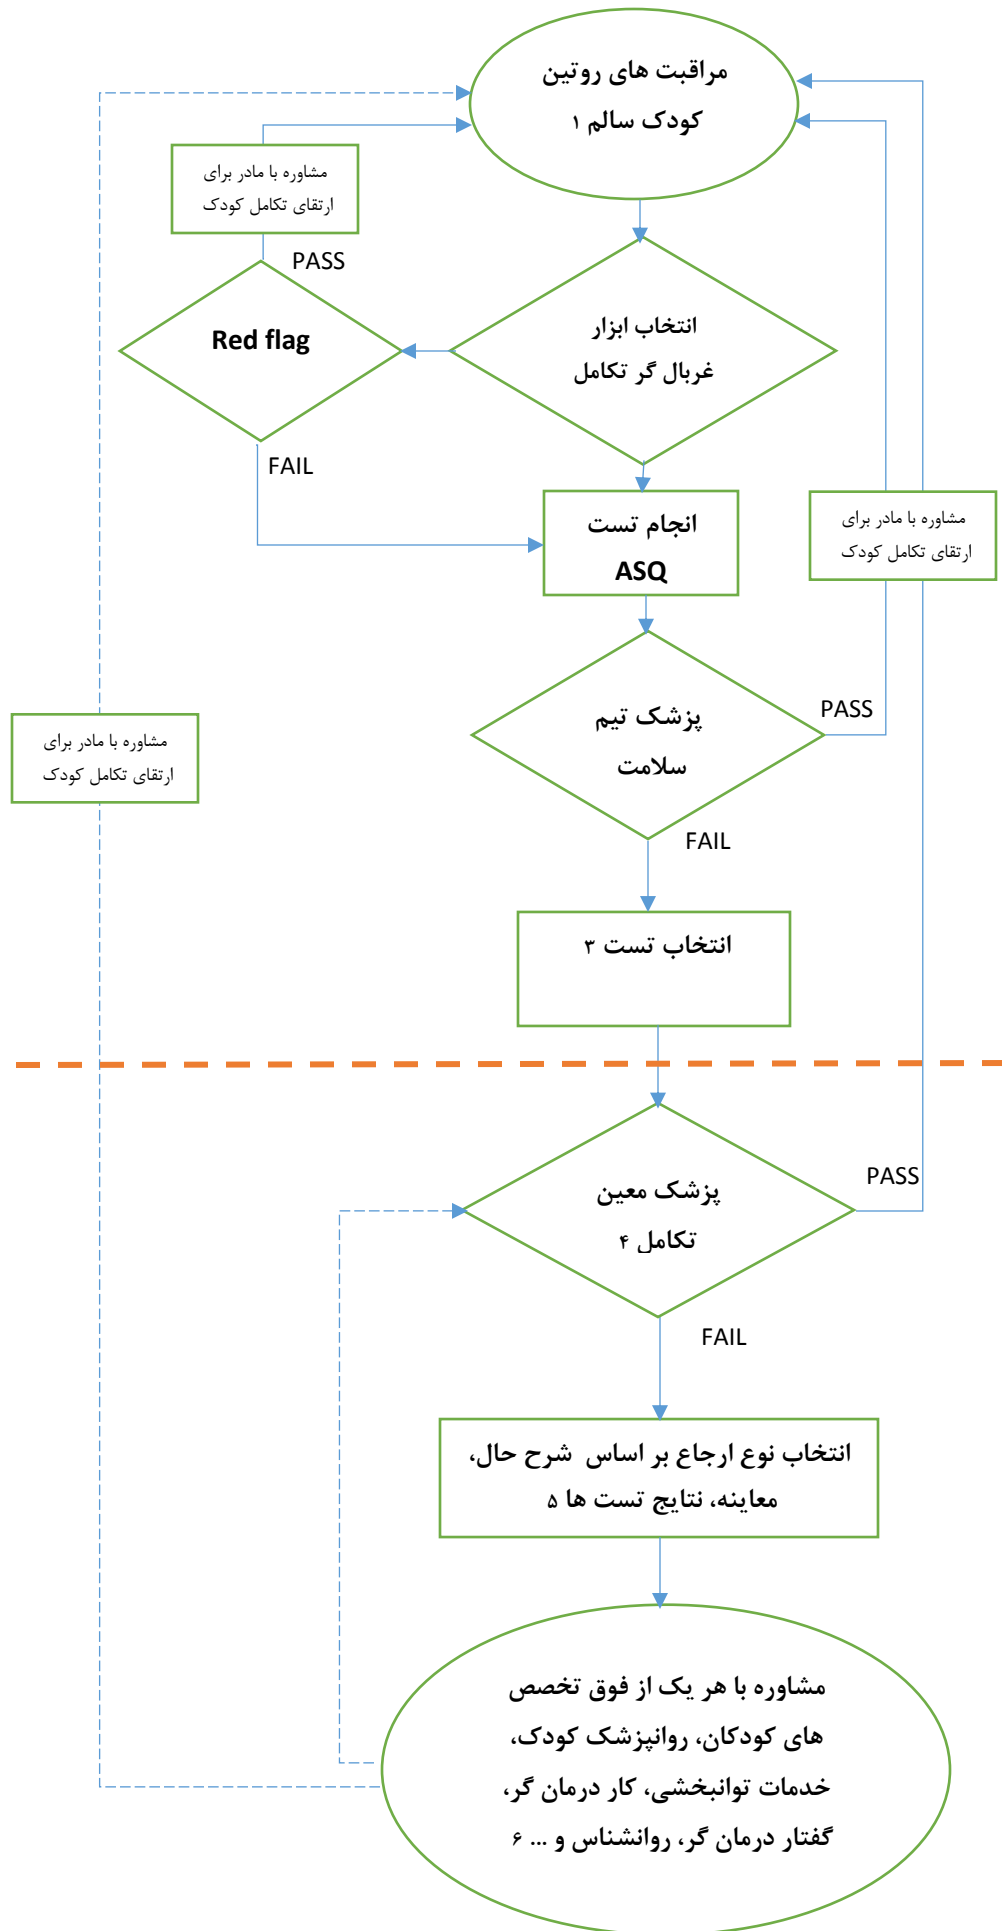 مراقبت های روتین
کودک سالم ۱
مشاوره با مادر برای
ارتقای تکامل کودک
PASS
Red flag
انتخاب ابزار
غربال گر تکامل
FAIL
انجام تست
ASQ
مشاوره با مادر برای
ارتقای تکامل کودک
پزشک تیم
سلامت
PASS
مشاوره با مادر برای
ارتقای تکامل کودک
FAIL
انتخاب تست ۳
پزشک معین
تکامل ۴
PASS
FAIL
انتخاب نوع ارجاع بر اساس شرح حال،
معاینه، نتایج تست ها ۵
مشاوره با هر یک از فوق تخصص
های کودکان، روانپزشک کودک،
خدمات توانبخشی، کار درمان گر،
گفتار درمان گر، روانشناس و ... ۶